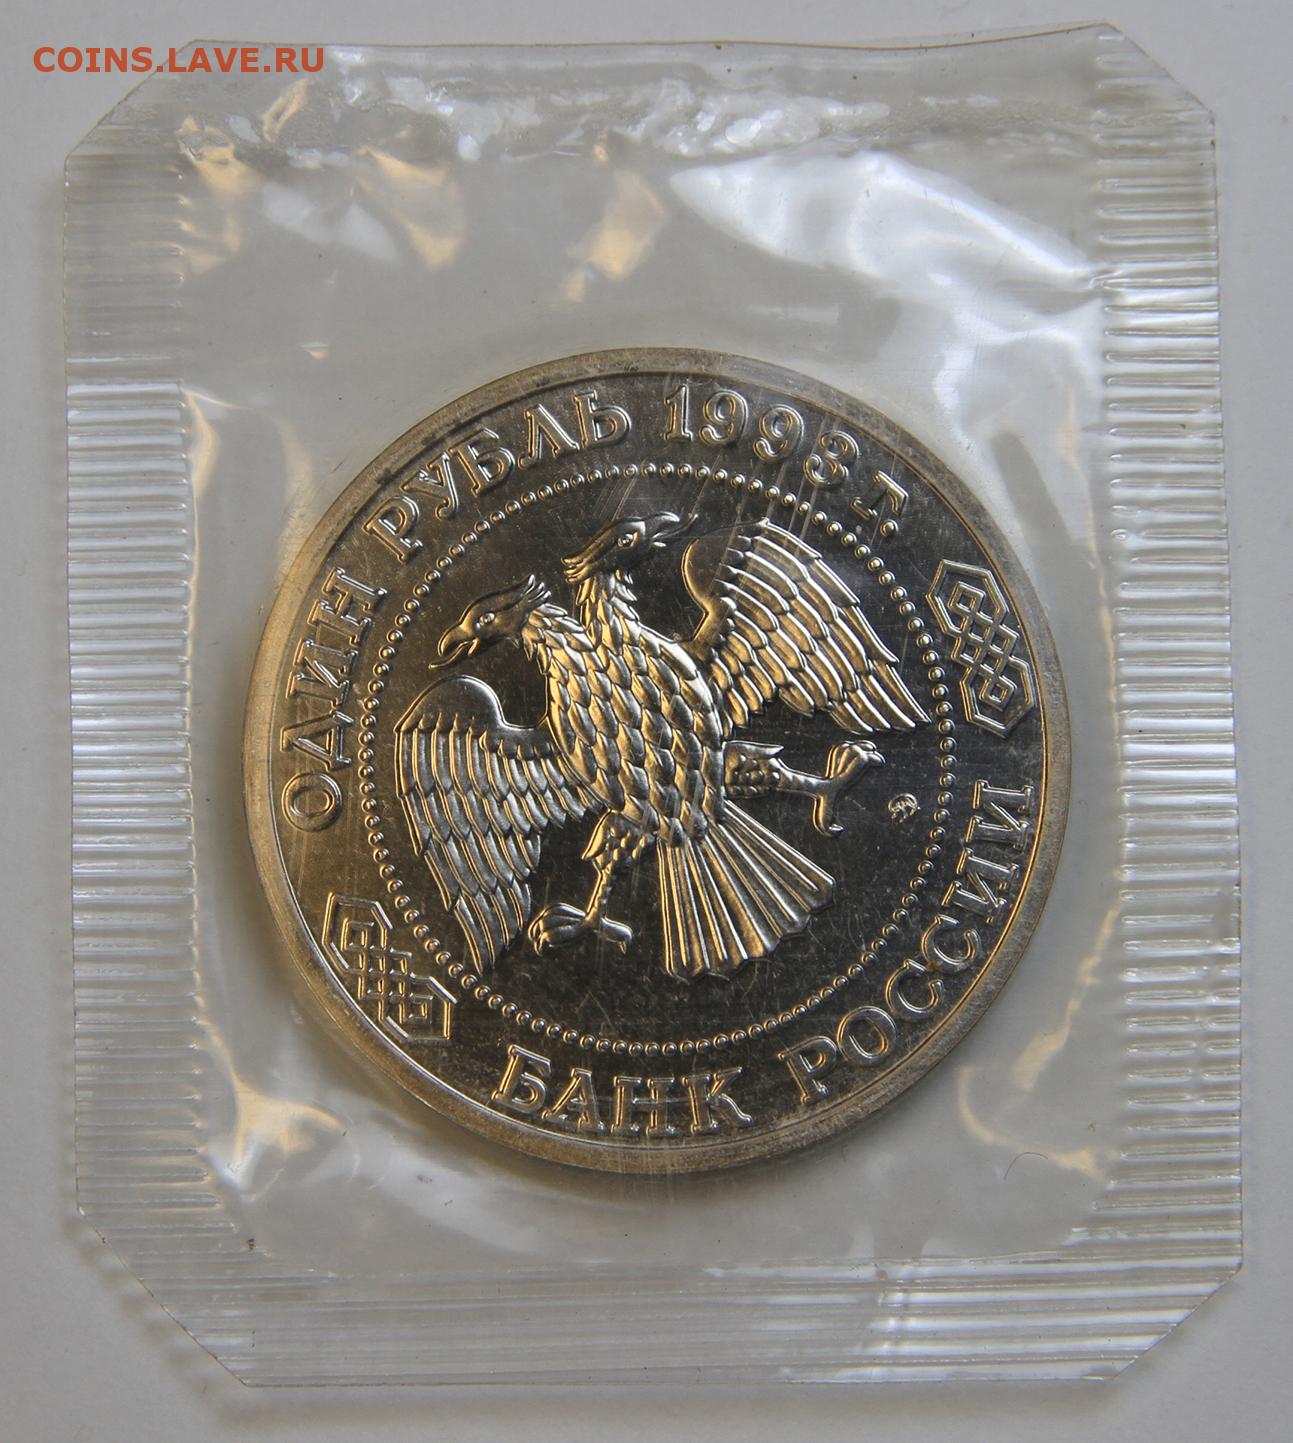 COINS.LAVE.RU
ОДИН РУБЛЬ 1993 г.
БАНК РОССИИ